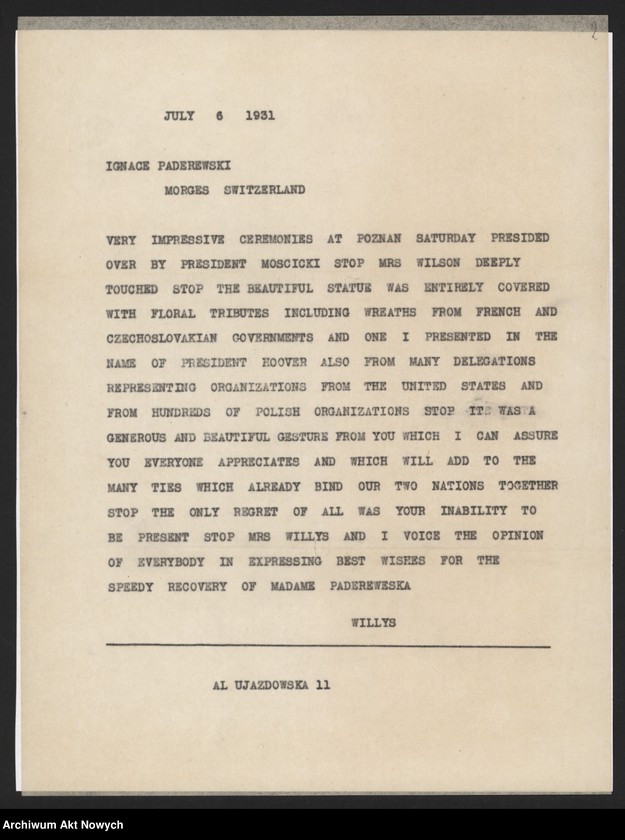 2
JULY 6 1931
IGNACE PADEREWSKI
MORGES SWITZERLAND
VERY IMPRESSIVE CEREMONIES AT POZNAN SATURDAY PRESIDED
OVER BY PRESIDENT MOSCICKI STOP MRS WILSON DEEPLY
TOUCHED STOP THE BEAUTIFUL STATUE WAS ENTIRELY COVERED
WITH FLORAL TRIBUTES INCLUDING WREATHS FROM FRENCH AND
CZECHOSLOVAKIAN GOVERNMENTS AND ONE I PRESENTED IN THE
NAME OF PRESIDENT HOOVER ALSO FROM MANY DELEGATIONS
REPRESENTING ORGANIZATIONS FROM THE UNITED STATES AND
FROM HUNDREDS OF POLISH ORGANIZATIONS STOP IT WAS A
GENEROUS AND BEAUTIFUL GESTURE FROM YOU WHICH I CAN ASSURE
YOU EVERYONE APPRECIATES AND WHICH WILL ADD TO THE
MANY TIES WHICH ALREADY BIND OUR TWO NATIONS TOGETHER
STOP THE ONLY REGRET OF ALL WAS YOUR INABILITY TO
BE PRESENT STOP MRS WILLYS AND I VOICE THE OPINION
OF EVERYBODY IN EXPRESSING BEST WISHES FOR THE
SPEEDY RECOVERY OF MADAME PADEREWESKA
WILLYS
AL UJAZDOWSKA 11
Archiwum Akt Nowych